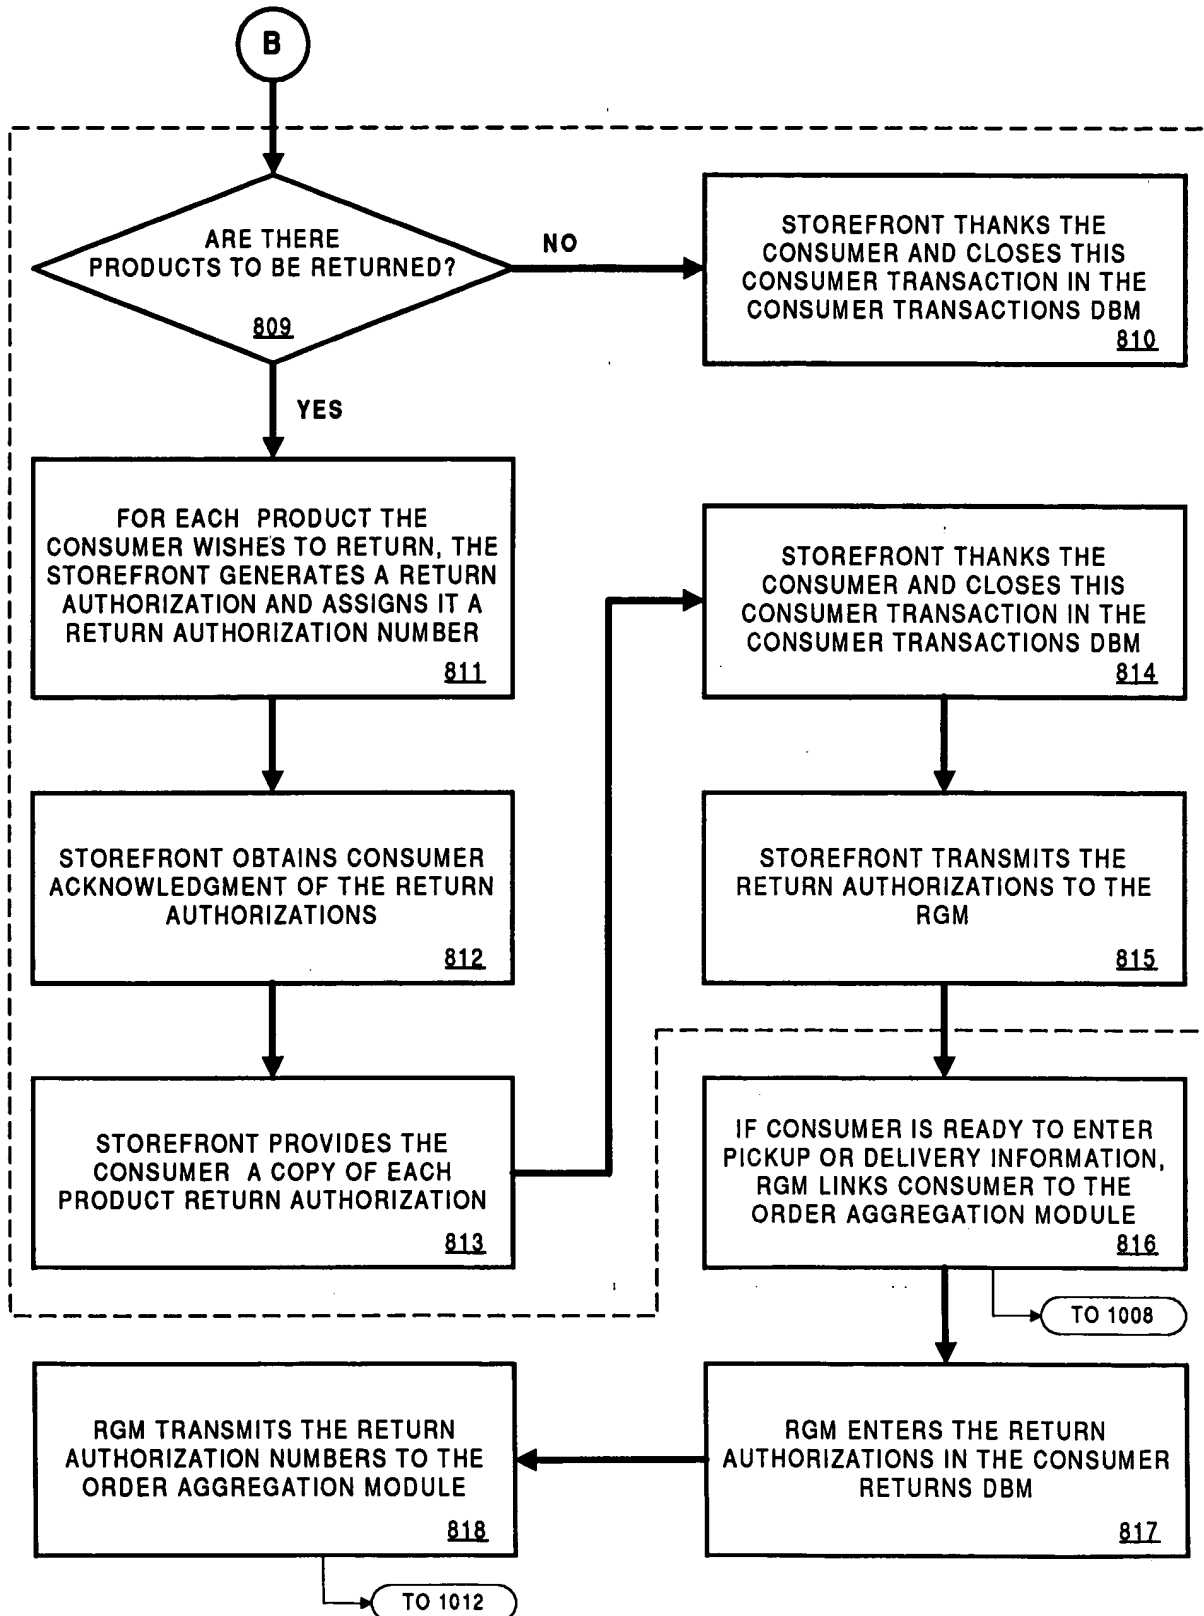 B
ARE THERE
PRODUCTS TO BE RETURNED?
809
NO
STOREFRONT THANKS THE
CONSUMER AND CLOSES THIS
CONSUMER TRANSACTION IN THE
CONSUMER TRANSACTIONS DBM
810
YES
FOR EACH PRODUCT THE
CONSUMER WISHES TO RETURN, THE
STOREFRONT GENERATES A RETURN
AUTHORIZATION AND ASSIGNS IT A
RETURN AUTHORIZATION NUMBER
811
STOREFRONT OBTAINS CONSUMER
ACKNOWLEDGMENT OF THE RETURN
AUTHORIZATIONS
812
STOREFRONT PROVIDES THE
CONSUMER A COPY OF EACH
PRODUCT RETURN AUTHORIZATION
813
STOREFRONT THANKS THE
CONSUMER AND CLOSES THIS
CONSUMER TRANSACTION IN THE
CONSUMER TRANSACTIONS DBM
814
STOREFRONT TRANSMITS THE
RETURN AUTHORIZATIONS TO THE
RGM
815
IF CONSUMER IS READY TO ENTER
PICKUP OR DELIVERY INFORMATION,
RGM LINKS CONSUMER TO THE
ORDER AGGREGATION MODULE
816
TO 1008
RGM ENTERS THE RETURN
AUTHORIZATIONS IN THE CONSUMER
RETURNS DBM
817
RGM TRANSMITS THE RETURN
AUTHORIZATION NUMBERS TO THE
ORDER AGGREGATION MODULE
818
TO 1012